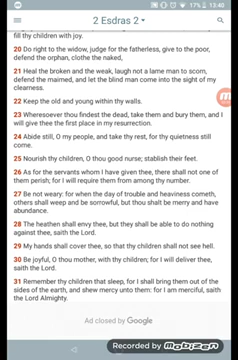 17% 13:40
2 Esdras 2
fill thy children with joy.
20 Do right to the widow, judge for the fatherless, give to the poor,
defend the orphan, clothe the naked,
21 Heal the broken and the weak, laugh not a lame man to scorn,
defend the maimed, and let the blind man come into the sight of my
clearness.
22 Keep the old and young within thy walls.
23 Wheresoever thou findest the dead, take them and bury them, and I
will give thee the first place in my resurrection.
24 Abide still, O my people, and take thy rest, for thy quietness still
come.
25 Nourish thy children, O thou good nurse; stablish their feet.
26 As for the servants whom I have given thee, there shall not one of
them perish; for I will require them from among thy number.
27 Be not weary: for when the day of trouble and heaviness cometh,
others shall weep and be sorrowful, but thou shalt be merry and have
abundance.
28 The heathen shall envy thee, but they shall be able to do nothing
against thee, saith the Lord.
29 My hands shall cover thee, so that thy children shall not see hell.
30 Be joyful, O thou mother, with thy children; for I will deliver thee,
saith the Lord.
31 Remember thy children that sleep, for I shall bring them out of the
sides of the earth, and shew mercy unto them: for I am merciful, saith
the Lord Almighty.
Ad closed by Google
Recorded by Mobizen